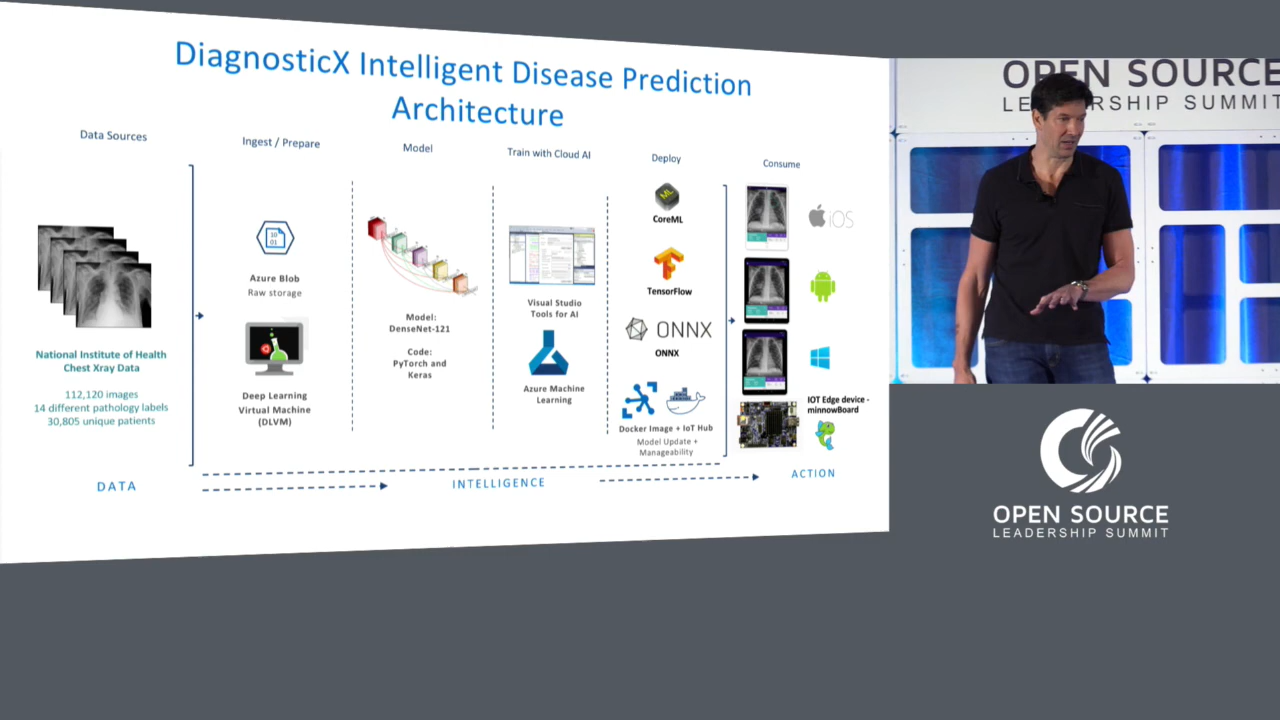 DiagnosticX Intelligent Disease Prediction
Architecture
Data Sources
Ingest / Prepare
Model
Train with Cloud AI
Deploy
Consume
National Institute of Health
Chest Xray Data
112,120 images
14 different pathology labels
30,805 unique patients
10
01
Azure Blob
Raw storage
Deep Learning
Virtual Machine
(DLVM)
Model:
DenseNet-121
Code:
PyTorch and
Keras
Visual Studio
Tools for AI
Azure Machine
Learning
ML
CoreML
TensorFlow
ONNX
ONNX
Docker Image + IoT Hub
Model Update +
Manageability
iOS
IOT Edge device -
minnowBoard
DATA
INTELLIGENCE
ACTION
OPEN SOURCE
LEADERSHIP SUMMIT
OPEN SOURCE
LEADERSHIP SUMMIT